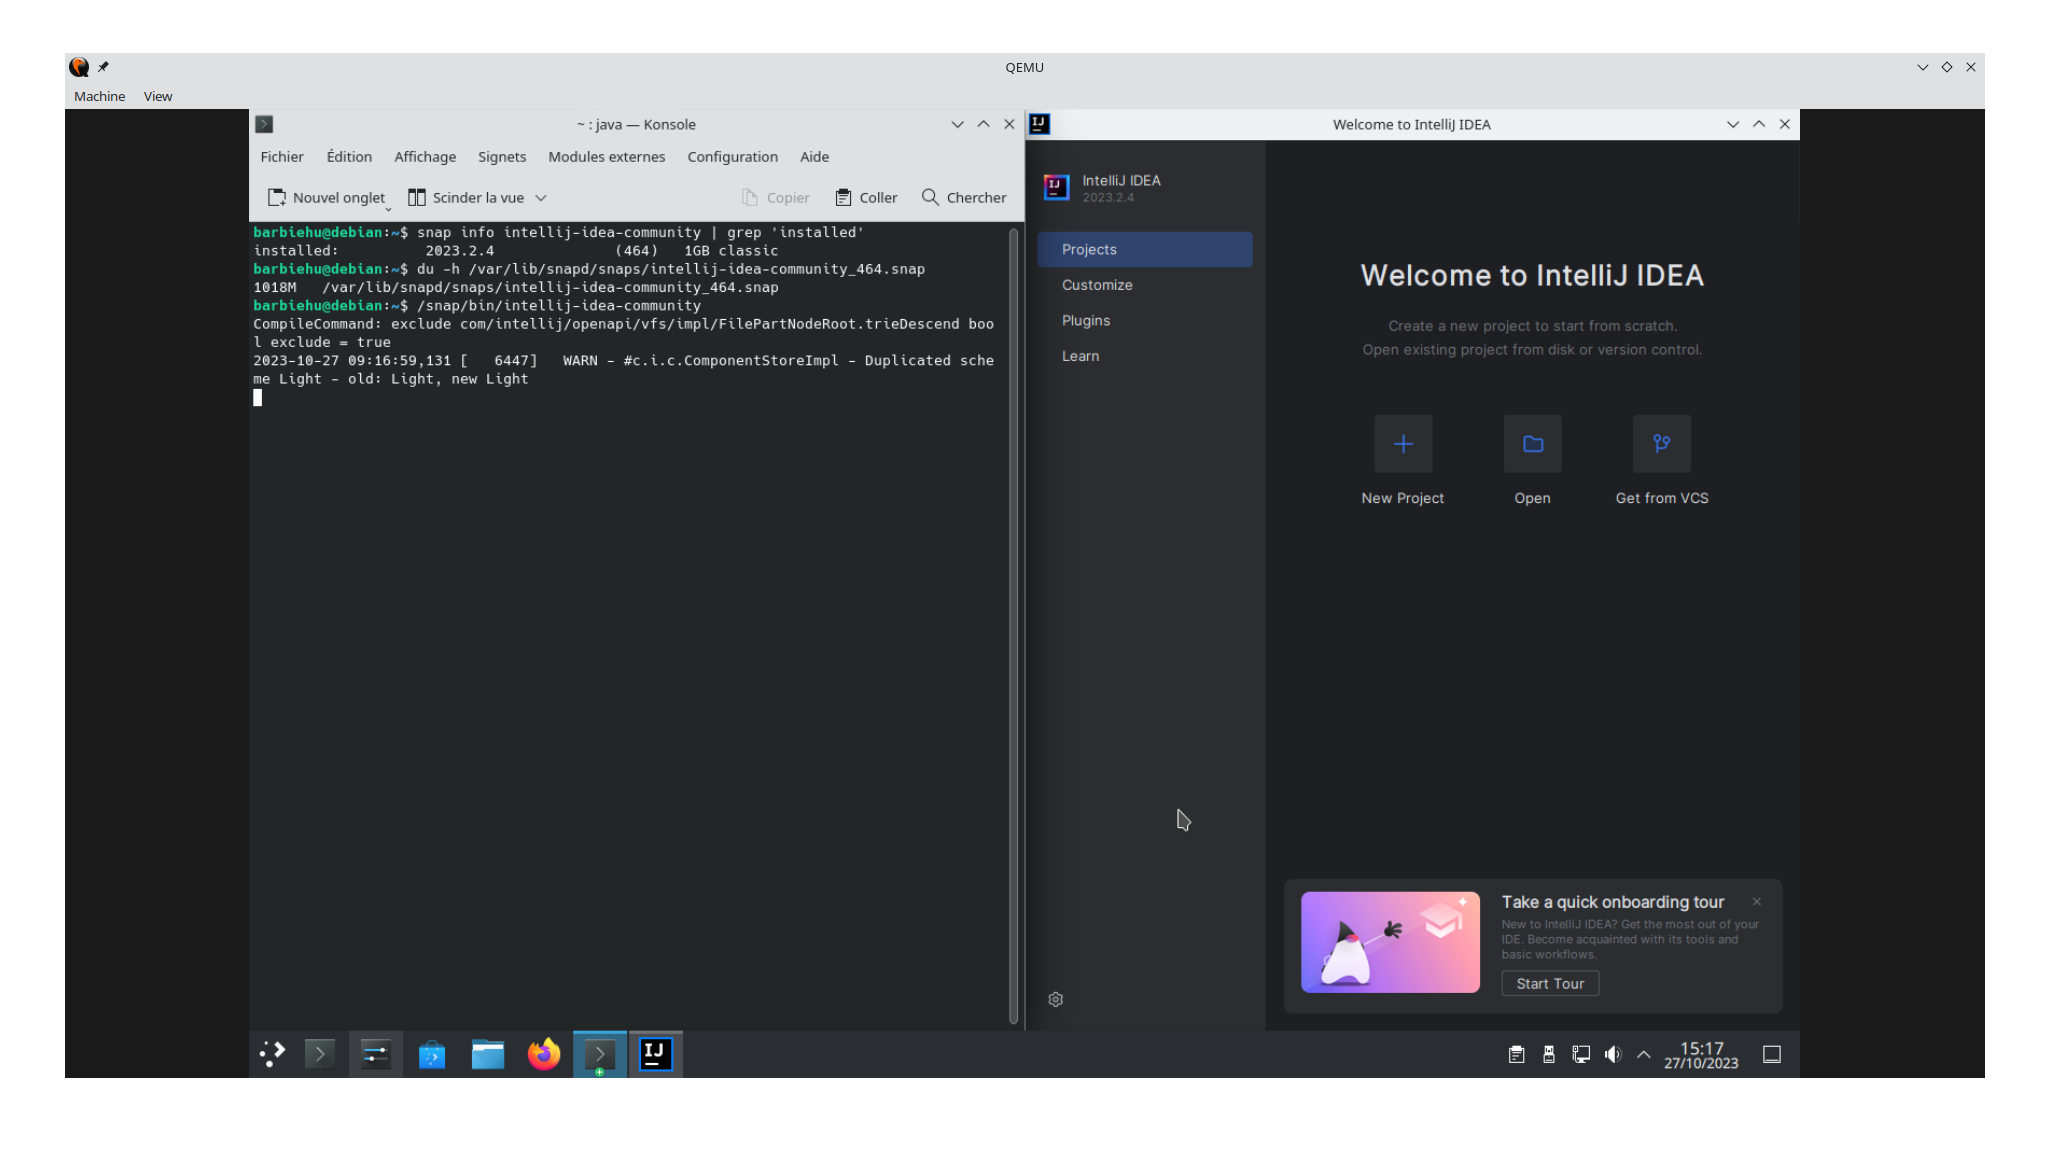 QEMU
Machine View
~ : java — Konsole
Fichier Édition Affichage Signets Modules externes Configuration Aide
Nouvel onglet Scinder la vue Copier Coller Chercher
barbiehu@debian:~$ snap info intellij-idea-community | grep 'installed'
installed: 2023.2.4 (464) 1GB classic
barbiehu@debian:~$ du -h /var/lib/snapd/snaps/intellij-idea-community_464.snap
1018M /var/lib/snapd/snaps/intellij-idea-community_464.snap
barbiehu@debian:~$ /snap/bin/intellij-idea-community
CompileCommand: exclude com/intellij/openapi/vfs/impl/FilePartNodeRoot.trieDescend boo
l exclude = true
2023-10-27 09:16:59,131 [ 6447] WARN - #c.i.c.ComponentStoreImpl - Duplicated sche
me Light - old: Light, new Light
IJ
Welcome to IntelliJ IDEA
IJ
IntelliJ IDEA
2023.2.4
Projects
Customize
Plugins
Learn
Welcome to IntelliJ IDEA
Create a new project to start from scratch.
Open existing project from disk or version control.
New Project Open Get from VCS
Take a quick onboarding tour
New to IntelliJ IDEA? Get the most out of your
IDE. Become acquainted with its tools and
basic workflows.
Start Tour
IJ
15:17
27/10/2023